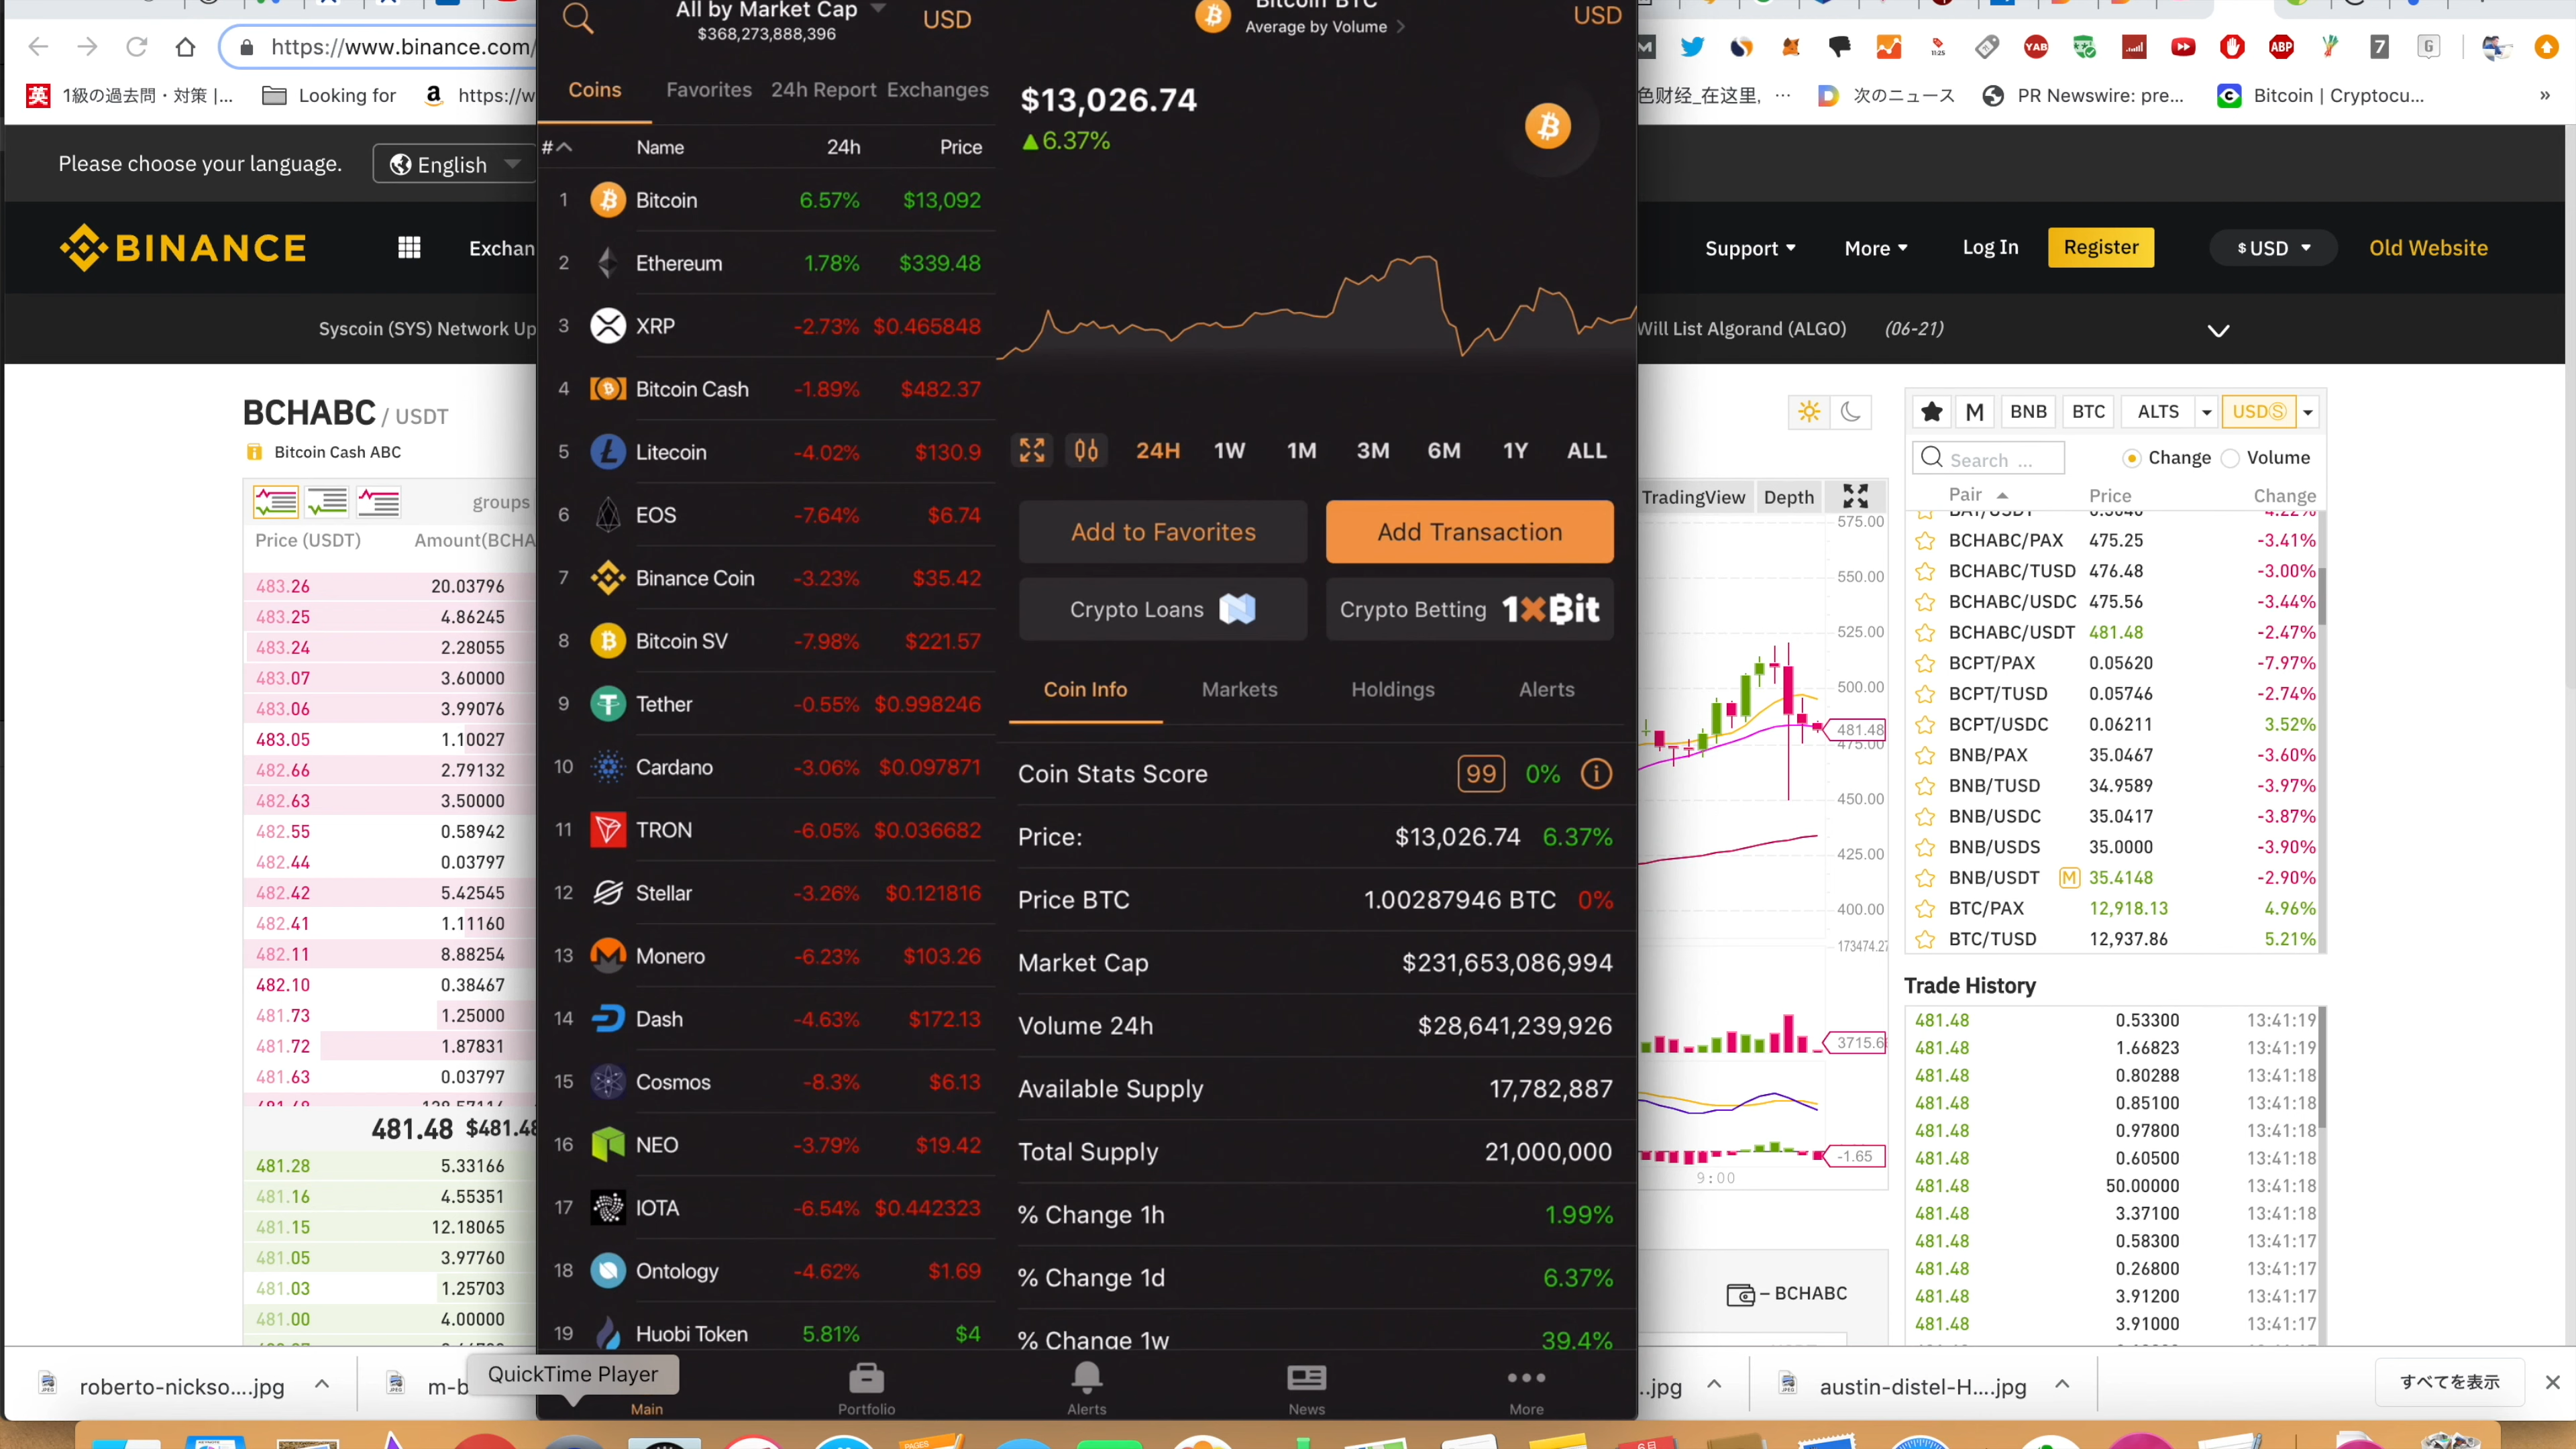 https://www.binance.com/
1級の過去問・対策 |...
Looking for
https://w
色财经_在这里, ...
次のニュース
PR Newswire: pre...
Bitcoin | Cryptocu...
»
Please choose your language.
English
BINANCE
Exchan
Support
More
Log In
Register
$ USD
Old Website
Syscoin (SYS) Network Up
Will List Algorand (ALGO)
(06-21)
BCHABC / USDT
Bitcoin Cash ABC
groups
Price (USDT) Amount(BCHA
483.26 20.03796
483.25 4.86245
483.24 2.28055
483.07 3.60000
483.06 3.99076
483.05 1.10027
482.66 2.79132
482.63 3.50000
482.55 0.58942
482.44 0.03797
482.42 5.42545
482.41 1.11160
482.11 8.88254
482.10 0.38467
481.73 1.25000
481.72 1.87831
481.63 0.03797
481.48 $481.48
481.28 5.33166
481.16 4.55351
481.15 12.18065
481.05 3.97760
481.03 1.25703
481.00 4.00000
All by Market Cap
$368,273,888,396
USD
Coins Favorites 24h Report Exchanges
# Name 24h Price
1 Bitcoin 6.57% $13,092
2 Ethereum 1.78% $339.48
3 XRP -2.73% $0.465848
4 Bitcoin Cash -1.89% $482.37
5 Litecoin -4.02% $130.9
6 EOS -7.64% $6.74
7 Binance Coin -3.23% $35.42
8 Bitcoin SV -7.98% $221.57
9 Tether -0.55% $0.998246
10 Cardano -3.06% $0.097871
11 TRON -6.05% $0.036682
12 Stellar -3.26% $0.121816
13 Monero -6.23% $103.26
14 Dash -4.63% $172.13
15 Cosmos -8.3% $6.13
16 NEO -3.79% $19.42
17 IOTA -6.54% $0.442323
18 Ontology -4.62% $1.69
19 Huobi Token 5.81% $4
Bitcoin BTC
Average by Volume >
USD
$13,026.74
6.37%
24H 1W 1M 3M 6M 1Y ALL
Add to Favorites
Add Transaction
Crypto Loans
Crypto Betting 1xBit
Coin Info Markets Holdings Alerts
Coin Stats Score 99 0%
Price: $13,026.74 6.37%
Price BTC 1.00287946 BTC 0%
Market Cap $231,653,086,994
Volume 24h $28,641,239,926
Available Supply 17,782,887
Total Supply 21,000,000
% Change 1h 1.99%
% Change 1d 6.37%
% Change 1w 39.4%
Main Portfolio Alerts News More
TradingView Depth
575.00
550.00
525.00
500.00
481.48
475.00
450.00
425.00
400.00
173474.27
3715.6
-1.65
9:00
– BCHABC
M BNB BTC ALTS USDⓈ
Search ...
Change Volume
Pair Price Change
BCHABC/PAX 475.25 -3.41%
BCHABC/TUSD 476.48 -3.00%
BCHABC/USDC 475.56 -3.44%
BCHABC/USDT 481.48 -2.47%
BCPT/PAX 0.05620 -7.97%
BCPT/TUSD 0.05746 -2.74%
BCPT/USDC 0.06211 3.52%
BNB/PAX 35.0467 -3.60%
BNB/TUSD 34.9589 -3.97%
BNB/USDC 35.0417 -3.87%
BNB/USDS 35.0000 -3.90%
BNB/USDT M 35.4148 -2.90%
BTC/PAX 12,918.13 4.96%
BTC/TUSD 12,937.86 5.21%
Trade History
481.48 0.53300 13:41:19
481.48 1.66823 13:41:19
481.48 0.80288 13:41:18
481.48 0.85100 13:41:18
481.48 0.97800 13:41:18
481.48 0.60500 13:41:18
481.48 50.00000 13:41:18
481.48 3.37100 13:41:18
481.48 0.58300 13:41:17
481.48 0.26800 13:41:17
481.48 3.91200 13:41:17
481.48 3.91000 13:41:17
roberto-nickso....jpg
m-b
QuickTime Player
..jpg
austin-distel-H....jpg
すべてを表示